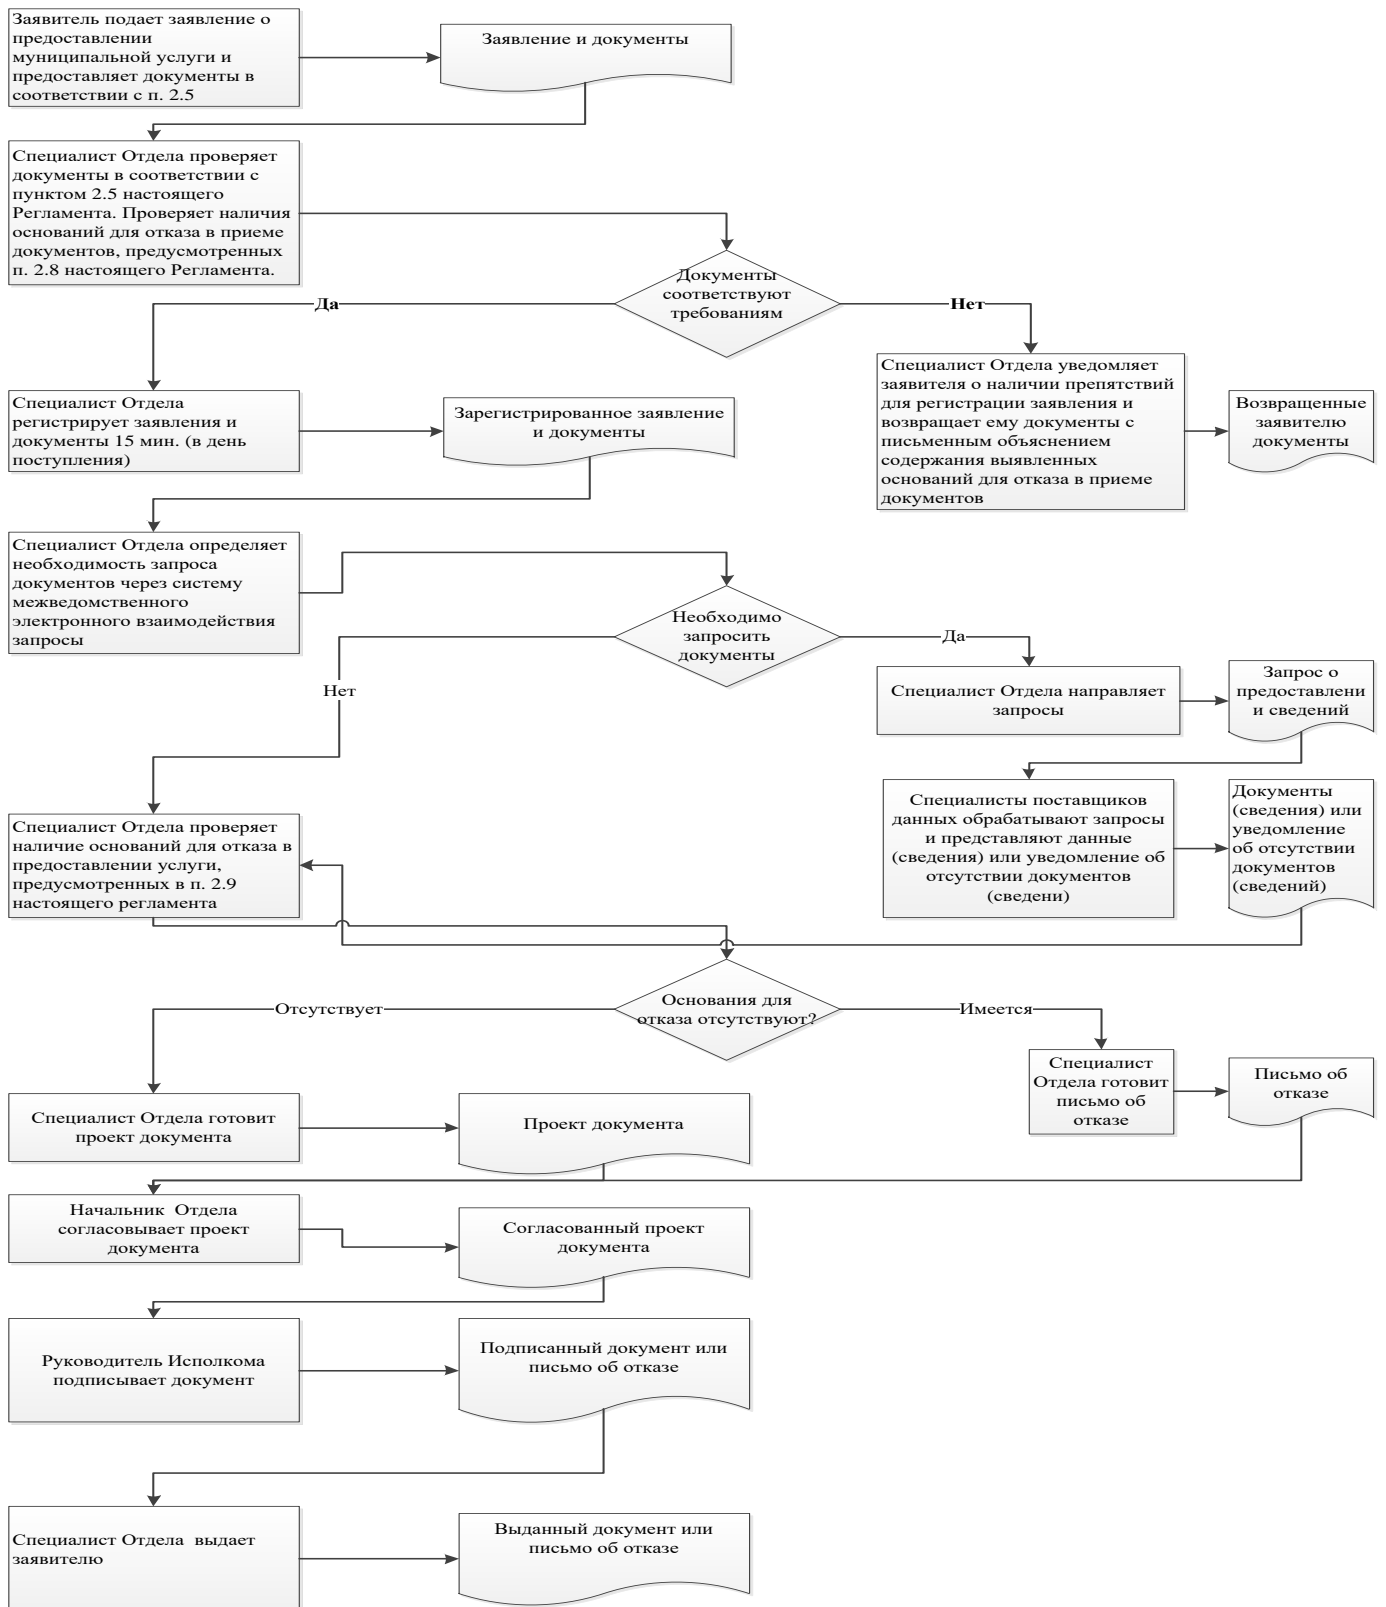 Заявитель подает заявление о
предоставлении
муниципальной услуги и
предоставляет документы в
соответствии с п. 2.5
Заявление и документы
Специалист Отдела проверяет
документы в соответствии с
пунктом 2.5 настоящего
Регламента. Проверяет наличия
оснований для отказа в приеме
документов, предусмотренных
п. 2.8 настоящего Регламента.
Документы
соответствуют
требованиям
Да
Нет
Специалист Отдела
регистрирует заявления и
документы 15 мин. (в день
поступления)
Зарегистрированное заявление
и документы
Специалист Отдела уведомляет
заявителя о наличии препятствий
для регистрации заявления и
возвращает ему документы с
письменным объяснением
содержания выявленных
оснований для отказа в приеме
документов
Возвращенные
заявителю
документы
Специалист Отдела определяет
необходимость запроса
документов через систему
межведомственного
электронного взаимодействия
запросы
Необходимо
запросить
документы
Да
Нет
Специалист Отдела направляет
запросы
Запрос о
предоставлени
и сведений
Специалисты поставщиков
данных обрабатывают запросы
и представляют данные
(сведения) или уведомление об
отсутствии документов
(сведени)
Документы
(сведения) или
уведомление
об отсутствии
документов
(сведений)
Специалист Отдела проверяет
наличие оснований для отказа в
предоставлении услуги,
предусмотренных в п. 2.9
настоящего регламента
Основания для
отказа отсутствуют?
Отсутствует
Имеется
Специалист
Отдела готовит
письмо об
отказе
Письмо об
отказе
Специалист Отдела готовит
проект документа
Проект документа
Начальник  Отдела
согласовывает проект
документа
Согласованный проект
документа
Руководитель Исполкома
подписывает документ
Подписанный документ или
письмо об отказе
Специалист Отдела  выдает
заявителю
Выданный документ или
письмо об отказе